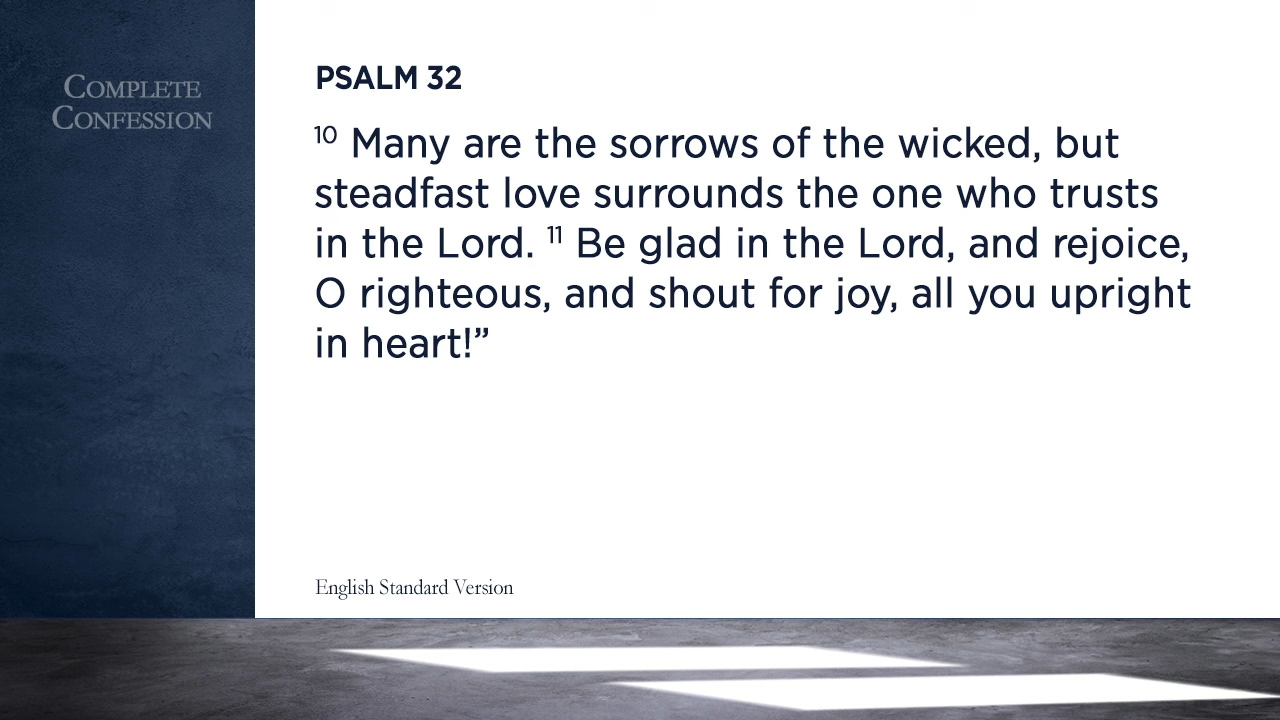 COMPLETE
CONFESSION
PSALM 32
10 Many are the sorrows of the wicked, but
steadfast love surrounds the one who trusts
in the Lord. 11 Be glad in the Lord, and rejoice,
O righteous, and shout for joy, all you upright
in heart!”
English Standard Version